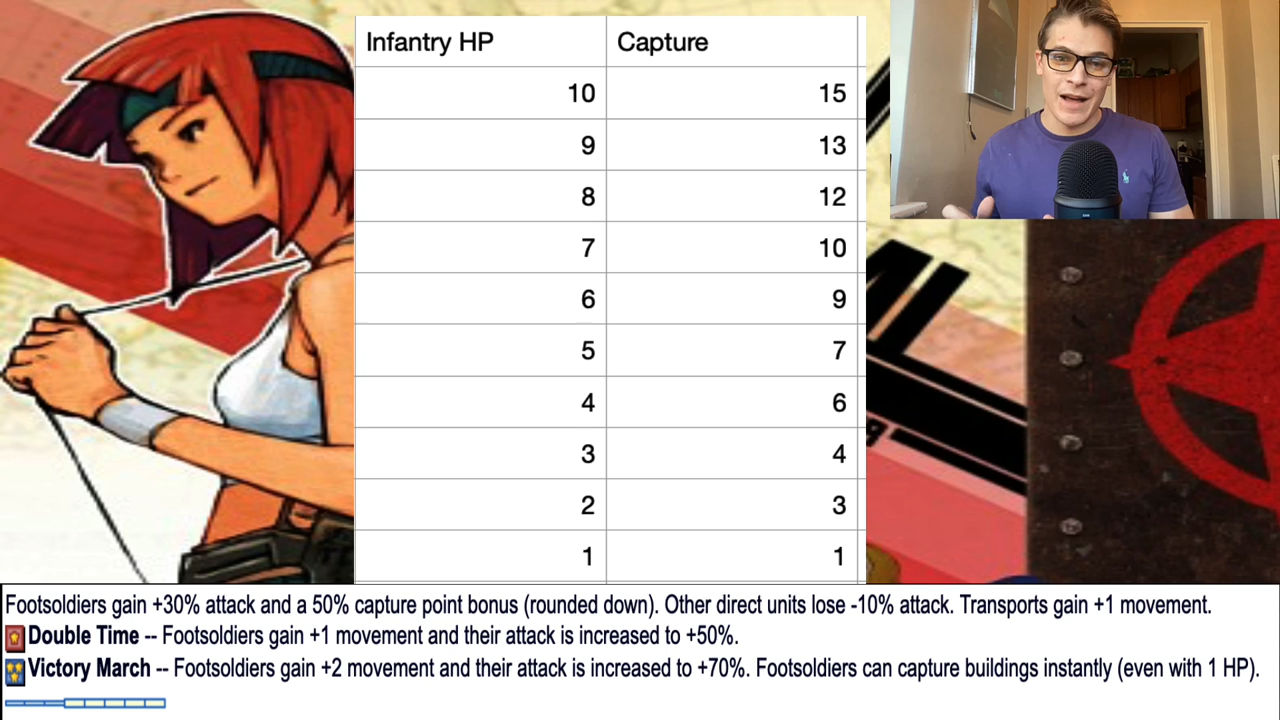 Infantry HP Capture
10 15
9 13
8 12
7 10
6 9
5 7
4 6
3 4
2 3
1 1
Footsoldiers gain +30% attack and a 50% capture point bonus (rounded down). Other direct units lose -10% attack. Transports gain +1 movement.
Double Time -- Footsoldiers gain +1 movement and their attack is increased to +50%.
Victory March -- Footsoldiers gain +2 movement and their attack is increased to +70%. Footsoldiers can capture buildings instantly (even with 1 HP).